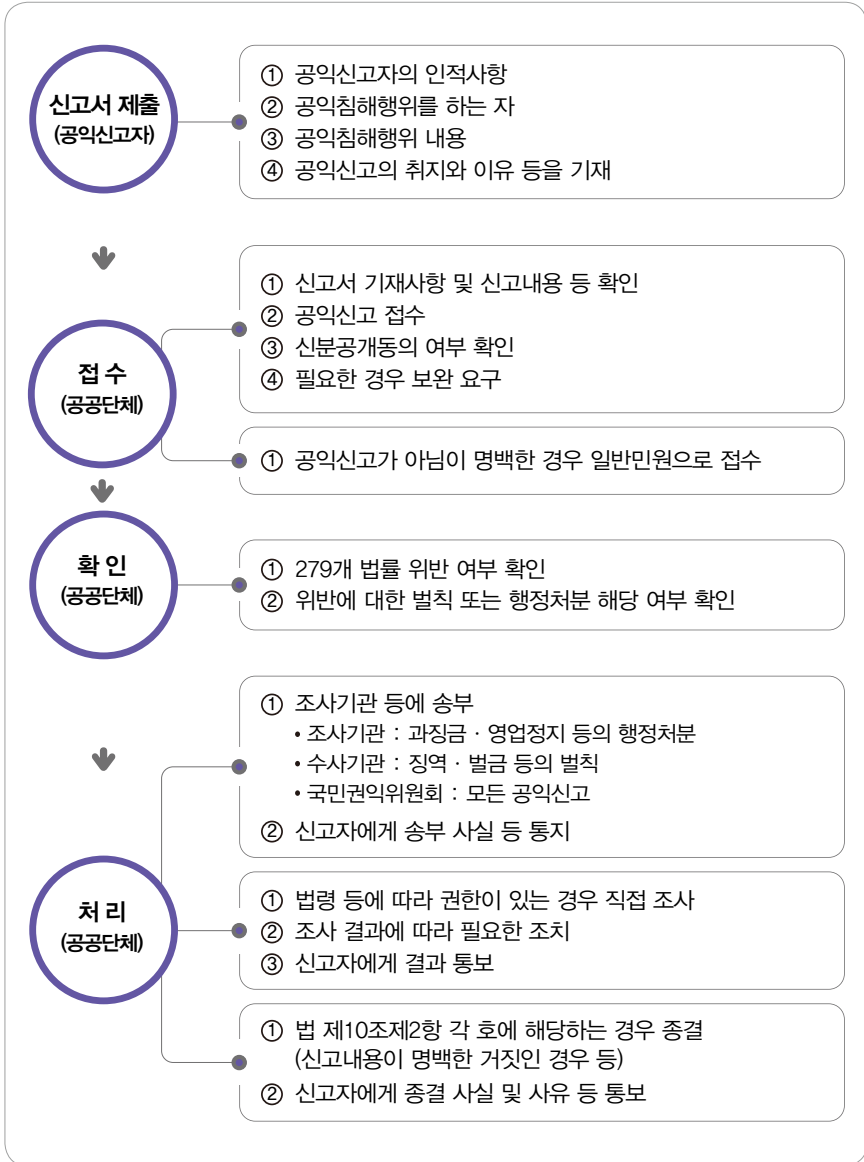 신고서 제출
(공익신고자)
① 공익신고자의 인적사항
② 공익침해행위를 하는 자
③ 공익침해행위 내용
④ 공익신고의 취지와 이유 등을 기재
접 수
(공공단체)
① 신고서 기재사항 및 신고내용 등 확인
② 공익신고 접수
③ 신분공개동의 여부 확인
④ 필요한 경우 보완 요구
① 공익신고가 아님이 명백한 경우 일반민원으로 접수
확 인
(공공단체)
① 279개 법률 위반 여부 확인
② 위반에 대한 벌칙 또는 행정처분 해당 여부 확인
처 리
(공공단체)
① 조사기관 등에 송부
• 조사기관 : 과징금 · 영업정지 등의 행정처분
• 수사기관 : 징역 · 벌금 등의 벌칙
• 국민권익위원회 : 모든 공익신고
② 신고자에게 송부 사실 등 통지
① 법령 등에 따라 권한이 있는 경우 직접 조사
② 조사 결과에 따라 필요한 조치
③ 신고자에게 결과 통보
① 법 제10조제2항 각 호에 해당하는 경우 종결
(신고내용이 명백한 거짓인 경우 등)
② 신고자에게 종결 사실 및 사유 등 통보